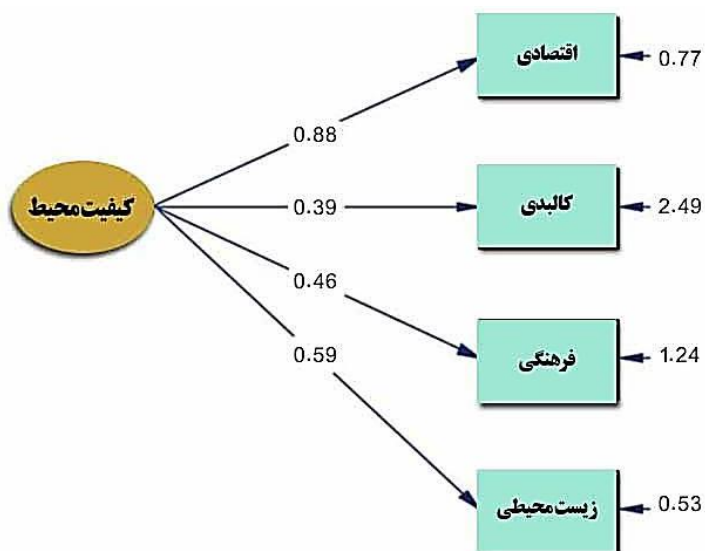 اقتصادی
0.77
0.88
کیفیت محیط
0.39
کالبدی
2.49
0.46
فرهنگی
1.24
0.59
زیست محیطی
0.53